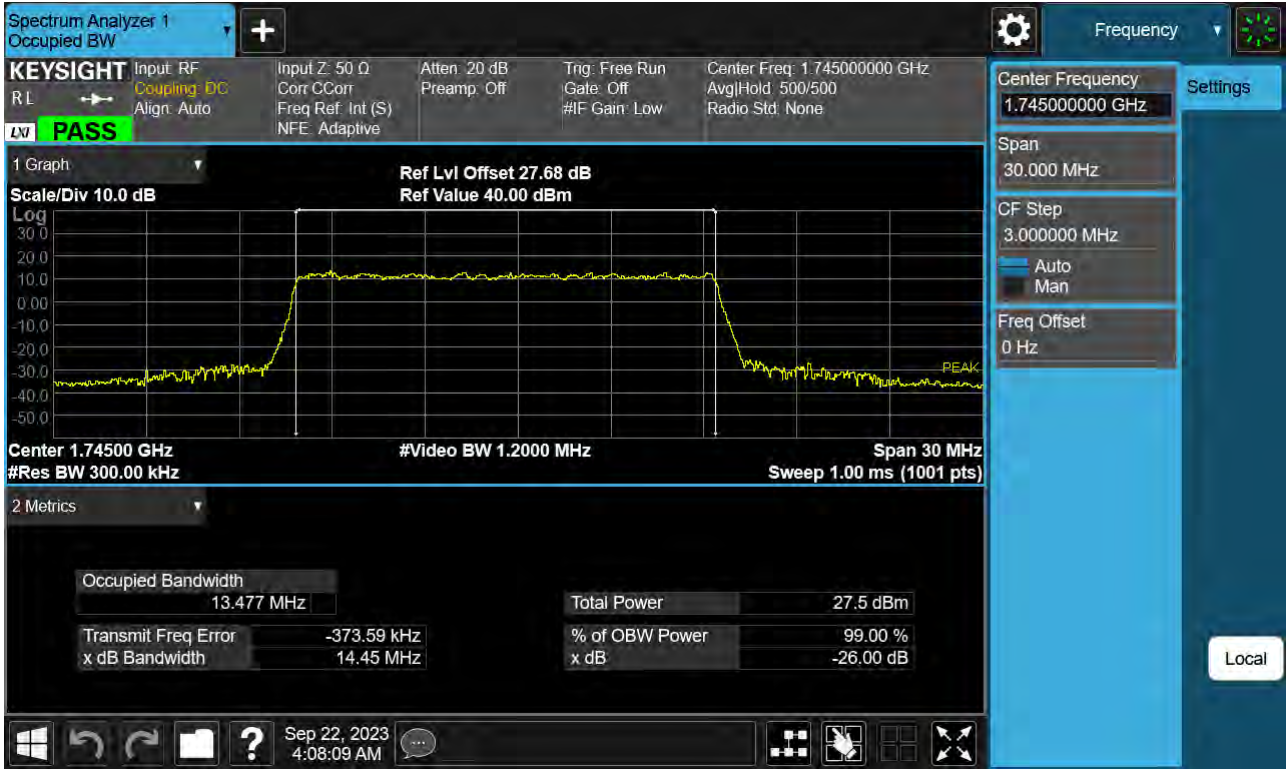 Spectrum Analyzer 1
Occupied BW
+
Frequency
KEYSIGHT
R L
LXI
PASS
Input: RF
Coupling: DC
Align: Auto
Input Z: 50 Ω
Corr CCorr
Freq Ref: Int (S)
NFE: Adaptive
Atten: 20 dB
Preamp: Off
Trig: Free Run
Gate: Off
#IF Gain: Low
Center Freq: 1.745000000 GHz
Avg|Hold: 500/500
Radio Std: None
Center Frequency
1.745000000 GHz
Settings
Span
30.000 MHz
CF Step
3.000000 MHz
Auto
Man
Freq Offset
0 Hz
1 Graph
Scale/Div 10.0 dB
Ref Lvl Offset 27.68 dB
Ref Value 40.00 dBm
Log
30.0
20.0
10.0
0.00
-10.0
-20.0
-30.0
-40.0
-50.0
PEAK
Center 1.74500 GHz
#Video BW 1.2000 MHz
Span 30 MHz
#Res BW 300.00 kHz
Sweep 1.00 ms (1001 pts)
2 Metrics
Occupied Bandwidth
13.477 MHz
Total Power 27.5 dBm
Transmit Freq Error -373.59 kHz
% of OBW Power 99.00 %
x dB Bandwidth 14.45 MHz
x dB -26.00 dB
Local
?
Sep 22, 2023
4:08:09 AM